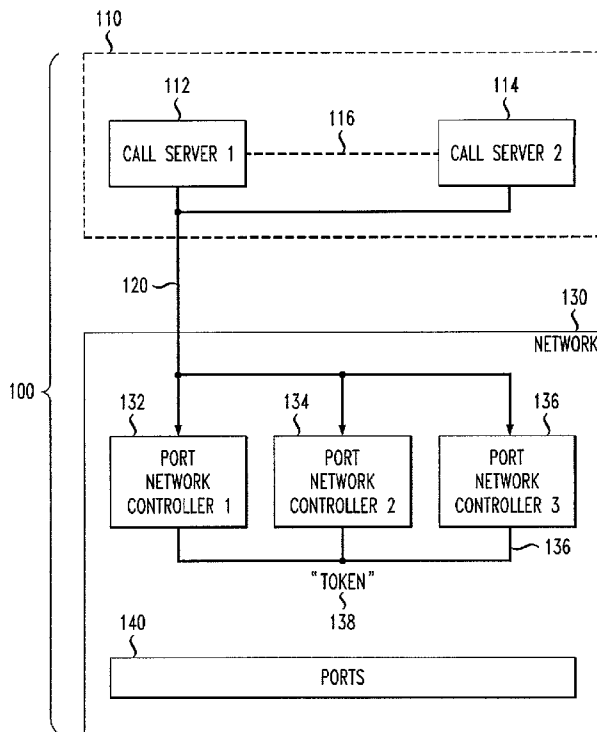 110
112
114
116
CALL SERVER 1
CALL SERVER 2
120
130
NETWORK
100
132
134
136
PORT
NETWORK
CONTROLLER 1
PORT
NETWORK
CONTROLLER 2
PORT
NETWORK
CONTROLLER 3
136
"TOKEN"
138
140
PORTS